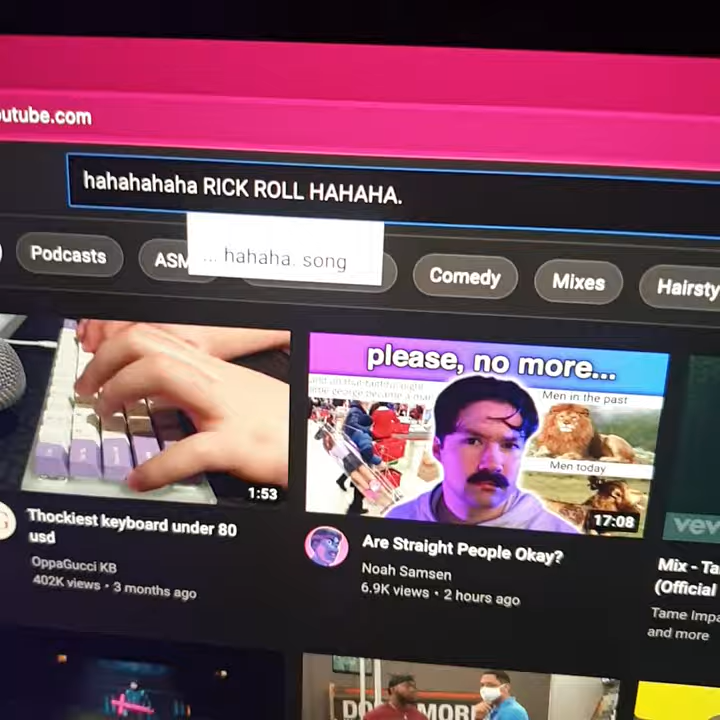 outube.com
hahahahaha RICK ROLL HAHAHA.
... hahaha. song
Podcasts
ASM
Comedy
Mixes
Hairsty
please, no more...
Men in the past
Men today
1:53
17:08
vev
Thockiest keyboard under 80
usd
OppaGucci KB
402K views • 3 months ago
Are Straight People Okay?
Noah Samsen
6.9K views • 2 hours ago
Mix - Ta
(Official
Tame Impa
and more
DO
MOR